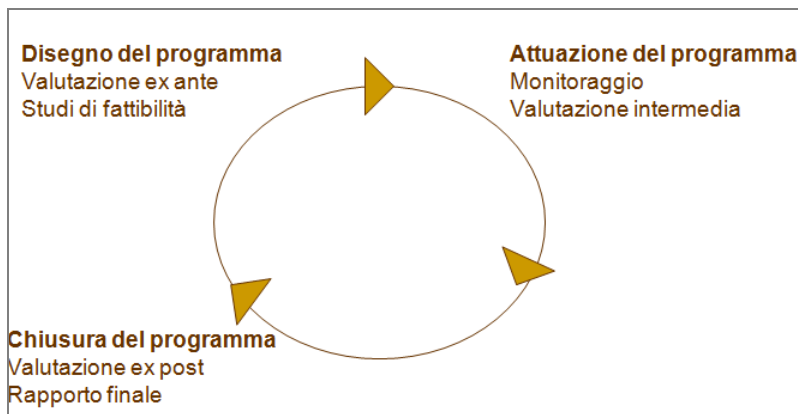 Disegno del programma
Valutazione ex ante
Studi di fattibilità
Attuazione del programma
Monitoraggio
Valutazione intermedia
Chiusura del programma
Valutazione ex post
Rapporto finale